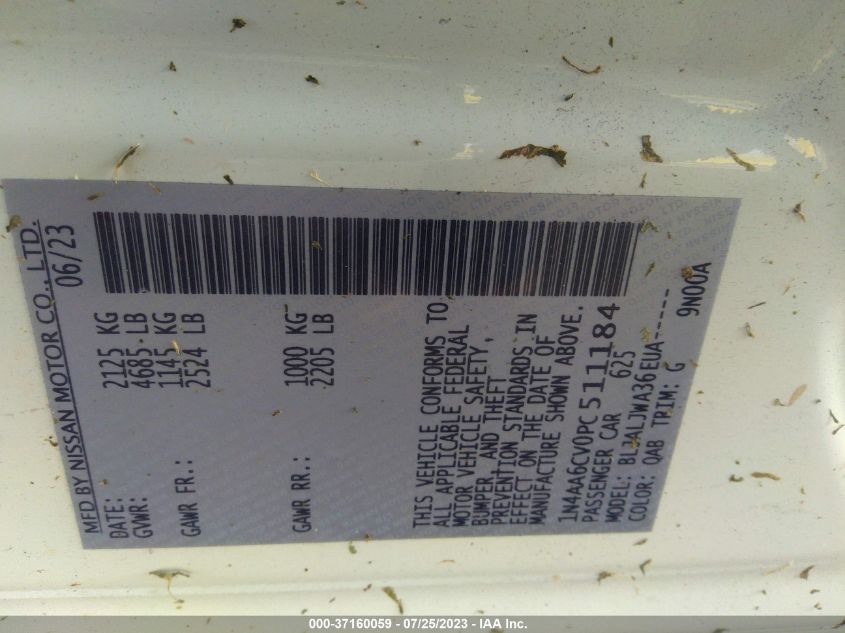 MFD BY NISSAN MOTOR CO., LTD.
DATE: 06/23
GVWR: 2125 KG
4685 LB
GAWR FR.: 1145 KG
2524 LB
GAWR RR.: 1000 KG
2205 LB
THIS VEHICLE CONFORMS TO
ALL APPLICABLE FEDERAL
MOTOR VEHICLE SAFETY,
BUMPER, AND THEFT
PREVENTION STANDARDS IN
EFFECT ON THE DATE OF
MANUFACTURE SHOWN ABOVE.
1N4AA6CV0PC511184
PASSENGER CAR 625
MODEL: BLJALJWA36EUA-----
COLOR: QAB TRIM: G 9N00A
000-37160059 - 07/25/2023 - IAA Inc.